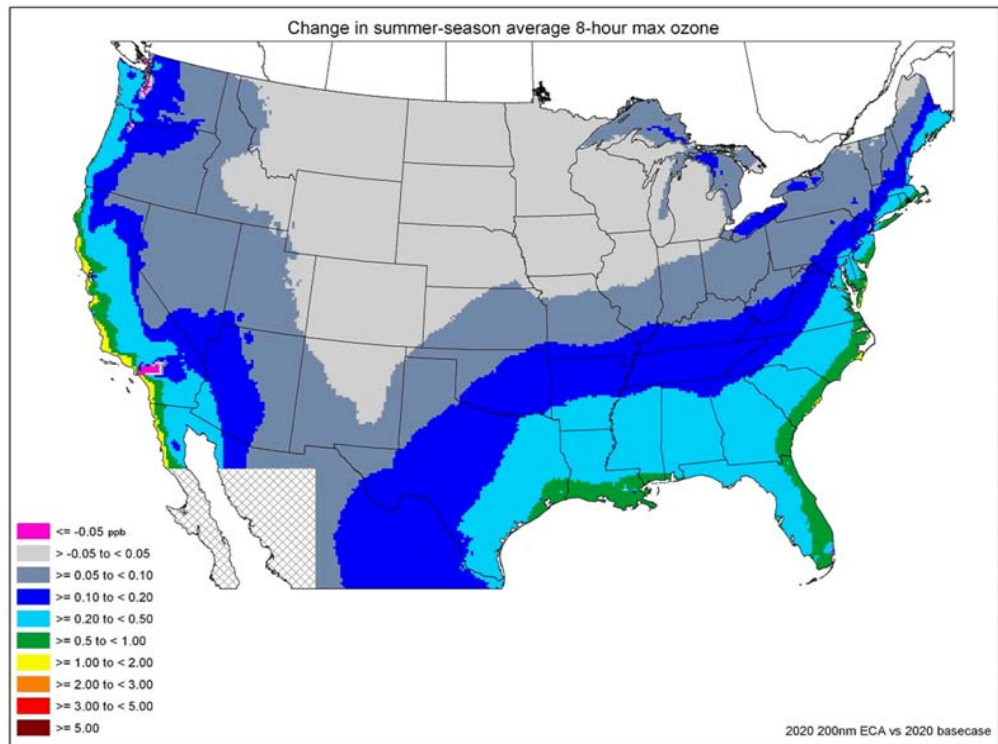 Change in summer-season average 8-hour max ozone
<= -0.05 ppb
> -0.05 to < 0.05
>= 0.05 to < 0.10
>= 0.10 to < 0.20
>= 0.20 to < 0.50
>= 0.5 to < 1.00
>= 1.00 to < 2.00
>= 2.00 to < 3.00
>= 3.00 to < 5.00
>= 5.00
2020 200nm ECA vs 2020 basecase